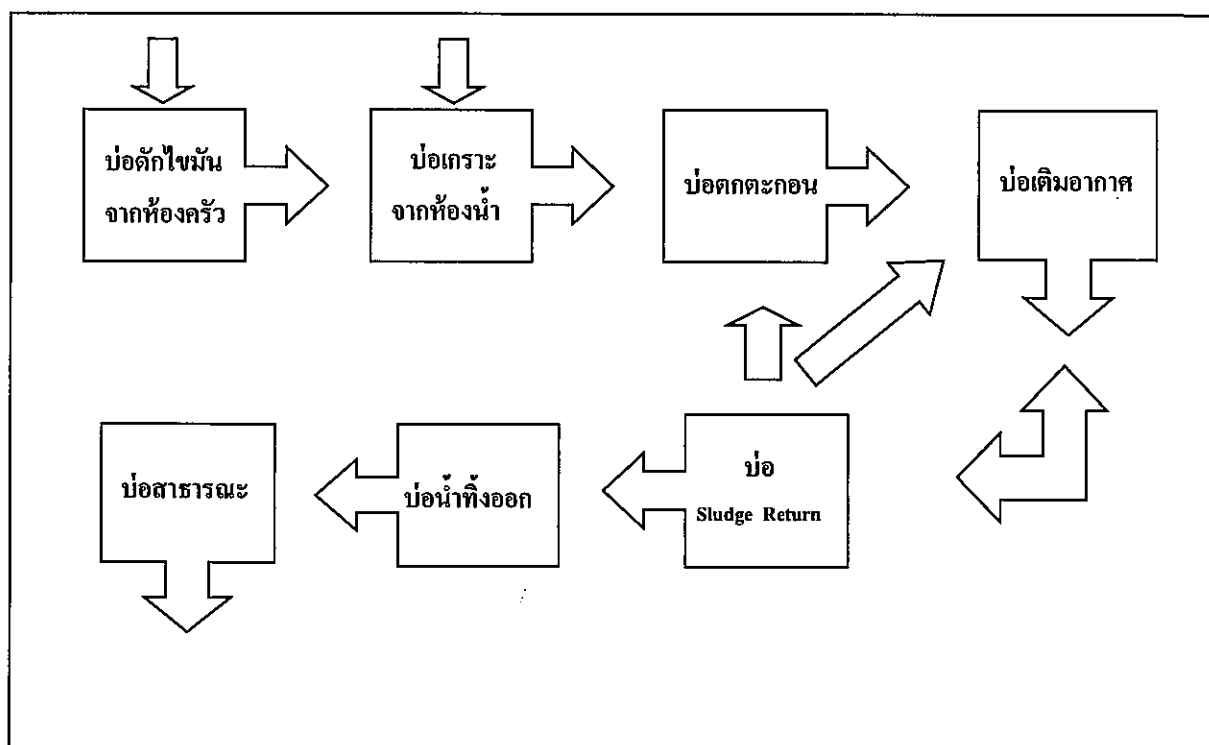 บ่อดักไขมัน
จากห้องครัว
บ่อเกราะ
จากห้องน้ำ
บ่อตกตะกอน
บ่อเติมอากาศ
บ่อสาธารณะ
บ่อน้ำทิ้งออก
บ่อ
Sludge Return